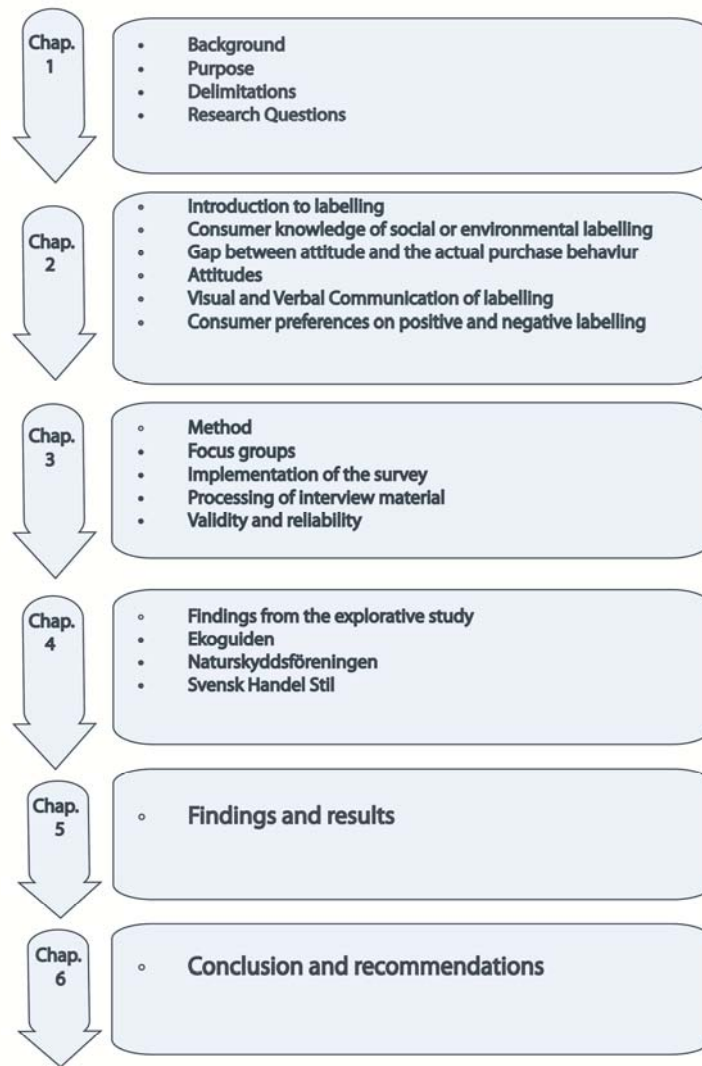 Chap.
1
• Background
• Purpose
• Delimitations
• Research Questions
Chap.
2
• Introduction to labelling
• Consumer knowledge of social or environmental labelling
• Gap between attitude and the actual purchase behaviur
• Attitudes
• Visual and Verbal Communication of labelling
• Consumer preferences on positive and negative labelling
Chap.
3
• Method
• Focus groups
• Implementation of the survey
• Processing of interview material
• Validity and reliability
Chap.
4
• Findings from the explorative study
• Ekoguiden
• Naturskyddsföreningen
• Svensk Handel Stil
Chap.
5
• Findings and results
Chap.
6
• Conclusion and recommendations